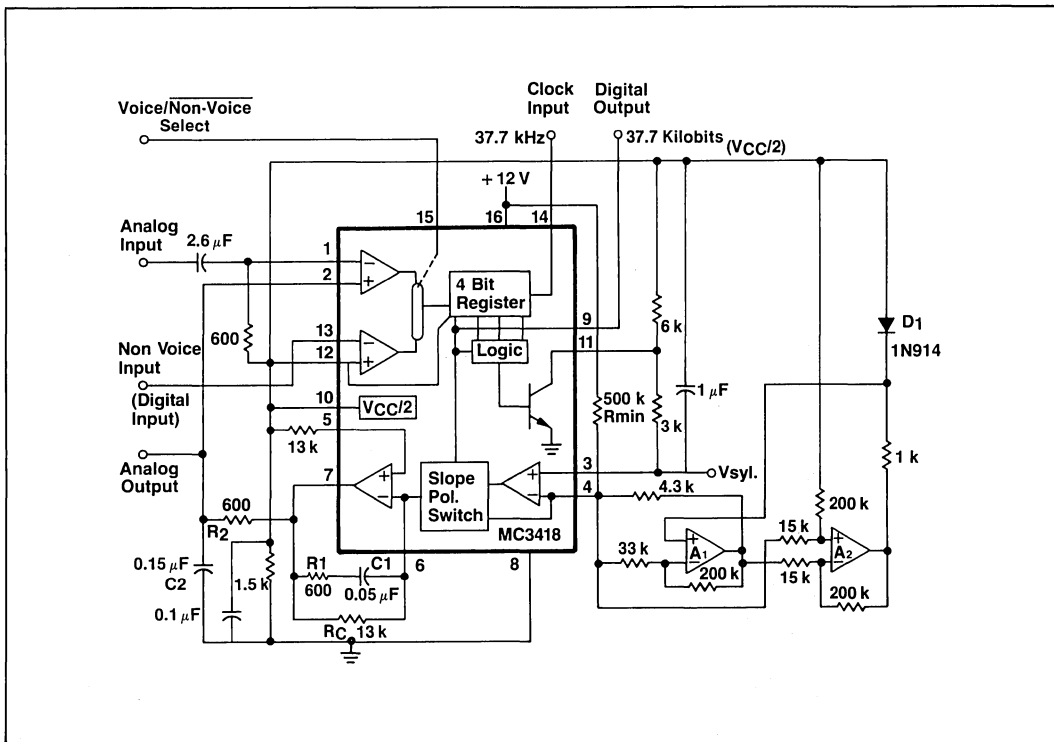 Voice/Non-Voice
Select
Clock
Input
Digital
Output
37.7 kHz
37.7 Kilobits
(VCC/2)
+ 12 V
15
16
14
Analog
Input
2.6 μF
1
2
4 Bit
Register
6 k
D1
1N914
600
13
12
Non Voice
Input
(Digital
Input)
9
Logic
11
10
VCC/2
500 k
Rmin
1 μF
3 k
5
13 k
1 k
Analog
Output
7
Slope
Pol.
Switch
3
4
Vsyl.
4.3 k
200 k
600
R2
MC3418
15 k
33 k
A1
A2
0.15 μF
C2
1.5 k
R1
600
C1
0.05 μF
6
8
200 k
15 k
200 k
0.1 μF
RC
13 k